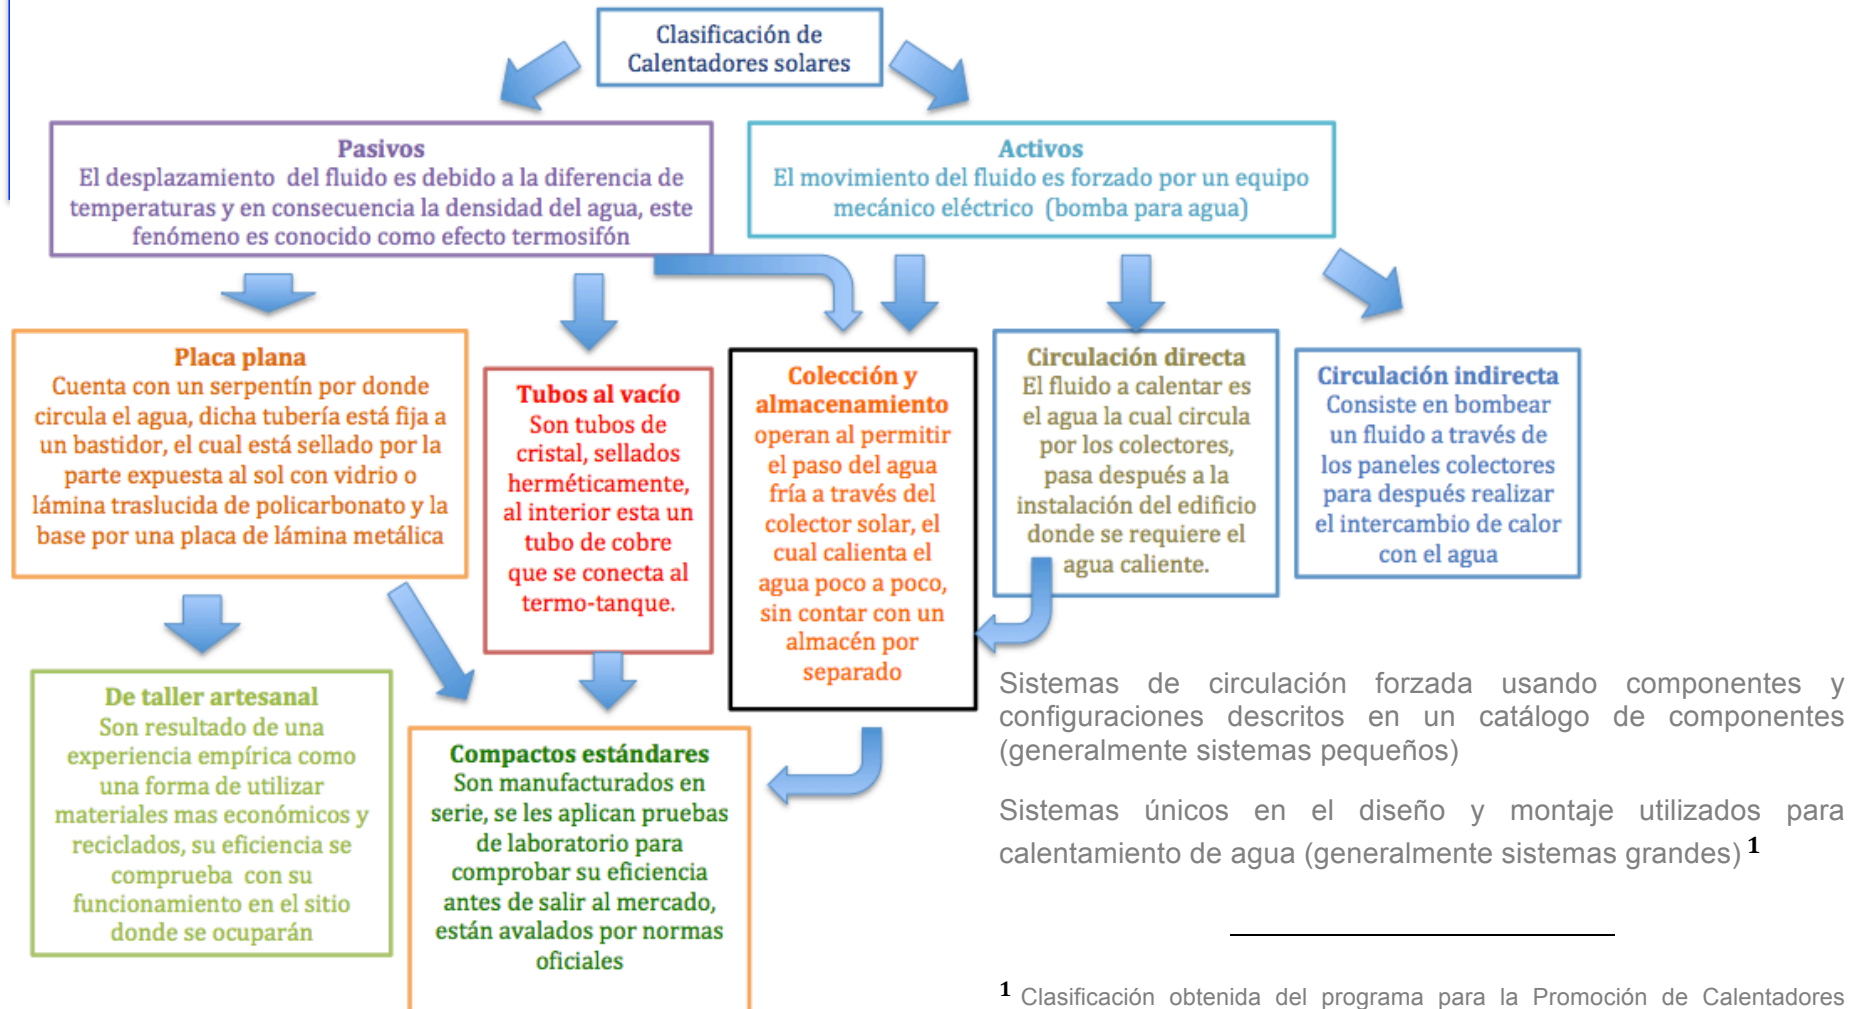 Clasificación de
Calentadores solares
Pasivos
El desplazamiento del fluido es debido a la diferencia de
temperaturas y en consecuencia la densidad del agua, este
fenómeno es conocido como efecto termosifón
Activos
El movimiento del fluido es forzado por un equipo
mecánico eléctrico (bomba para agua)
Placa plana
Cuenta con un serpentín por donde
circula el agua, dicha tubería está fija a
un bastidor, el cual está sellado por la
parte expuesta al sol con vidrio o
lámina traslucida de policarbonato y la
base por una placa de lámina metálica
Tubos al vacío
Son tubos de
cristal, sellados
herméticamente,
al interior esta un
tubo de cobre
que se conecta al
termo-tanque.
Colección y
almacenamiento
operan al permitir
el paso del agua
fría a través del
colector solar, el
cual calienta el
agua poco a poco,
sin contar con un
almacén por
separado
Circulación directa
El fluido a calentar es
el agua la cual circula
por los colectores,
pasa después a la
instalación del edificio
donde se requiere el
agua caliente.
Circulación indirecta
Consiste en bombear
un fluido a través de
los paneles colectores
para después realizar
el intercambio de calor
con el agua
De taller artesanal
Son resultado de una
experiencia empírica como
una forma de utilizar
materiales mas económicos y
reciclados, su eficiencia se
comprueba con su
funcionamiento en el sitio
donde se ocuparán
Compactos estándares
Son manufacturados en
serie, se les aplican pruebas
de laboratorio para
comprobar su eficiencia
antes de salir al mercado,
están avalados por normas
oficiales
Sistemas de circulación forzada usando componentes y
configuraciones descritos en un catálogo de componentes
(generalmente sistemas pequeños)
Sistemas únicos en el diseño y montaje utilizados para
calentamiento de agua (generalmente sistemas grandes) 1
1 Clasificación obtenida del programa para la Promoción de Calentadores